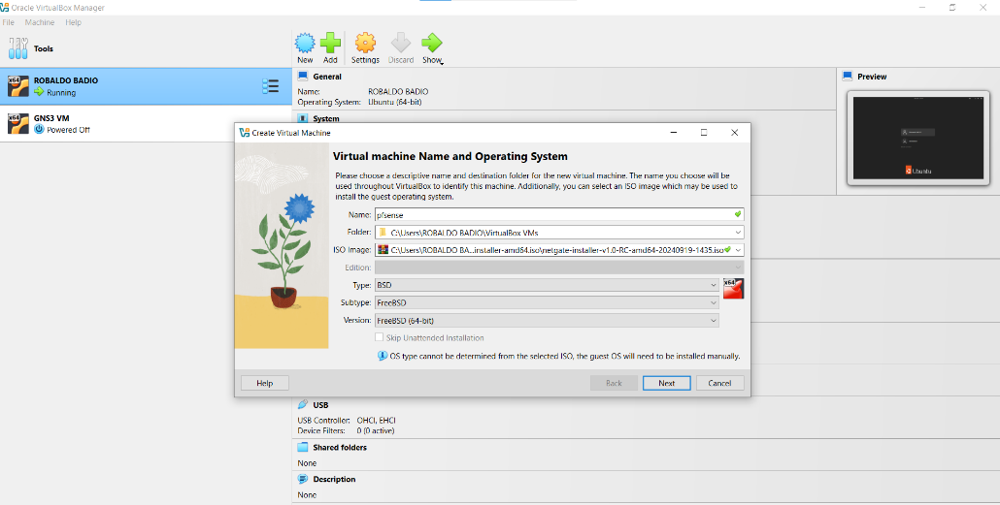 Oracle VirtualBox Manager
File Machine Help
Tools
New Add Settings Discard Show
ROBALDO BADIO
Running
GNS3 VM
Powered Off
General
Name: ROBALDO BADIO
Operating System: Ubuntu (64-bit)
System
Preview
Ubuntu
Create Virtual Machine
Virtual machine Name and Operating System
Please choose a descriptive name and destination folder for the new virtual machine. The name you choose will be
used throughout VirtualBox to identify this machine. Additionally, you can select an ISO image which may be used to
install the guest operating system.
Name: pfsense
Folder: C:\Users\ROBALDO BADIO\VirtualBox VMs
ISO Image: C:\Users\ROBALDO BA...installer-amd64.iso\netgate-installer-v1.0-RC-amd64-20240919-1435.iso
Edition:
Type: BSD
x64
Subtype: FreeBSD
Version: FreeBSD (64-bit)
Skip Unattended Installation
OS type cannot be determined from the selected ISO, the guest OS will need to be installed manually.
Help Back Next Cancel
USB
USB Controller: OHCI, EHCI
Device Filters: 0 (0 active)
Shared folders
None
Description
None